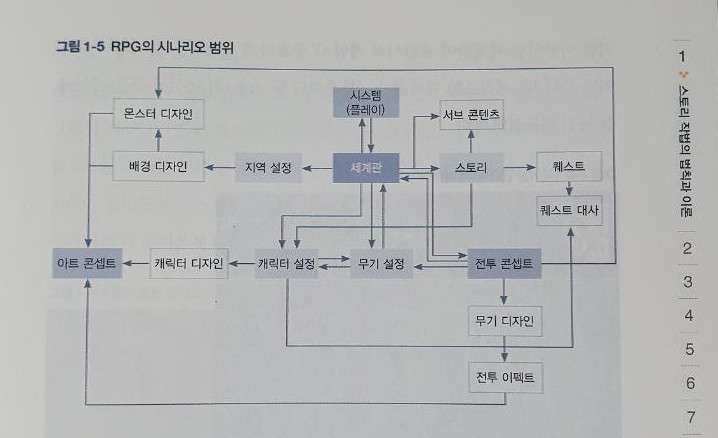 그림 1-5 RPG의 시나리오 범위
시스템
(플레이)
몬스터 디자인
서브 콘텐츠
배경 디자인
지역 설정
세계관
스토리
퀘스트
퀘스트 대사
아트 콘셉트
캐릭터 디자인
캐릭터 설정
무기 설정
전투 콘셉트
무기 디자인
전투 이펙트
1
스토리 작법의 법칙과 이론
2
3
4
5
6
7